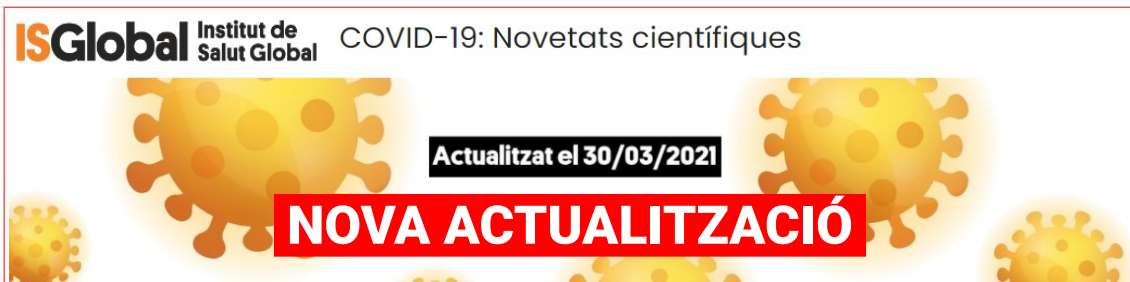 ISGlobal Institut de
Salut Global
COVID-19: Novetats científiques
Actualitzat el 30/03/2021
NOVA ACTUALITZACIÓ